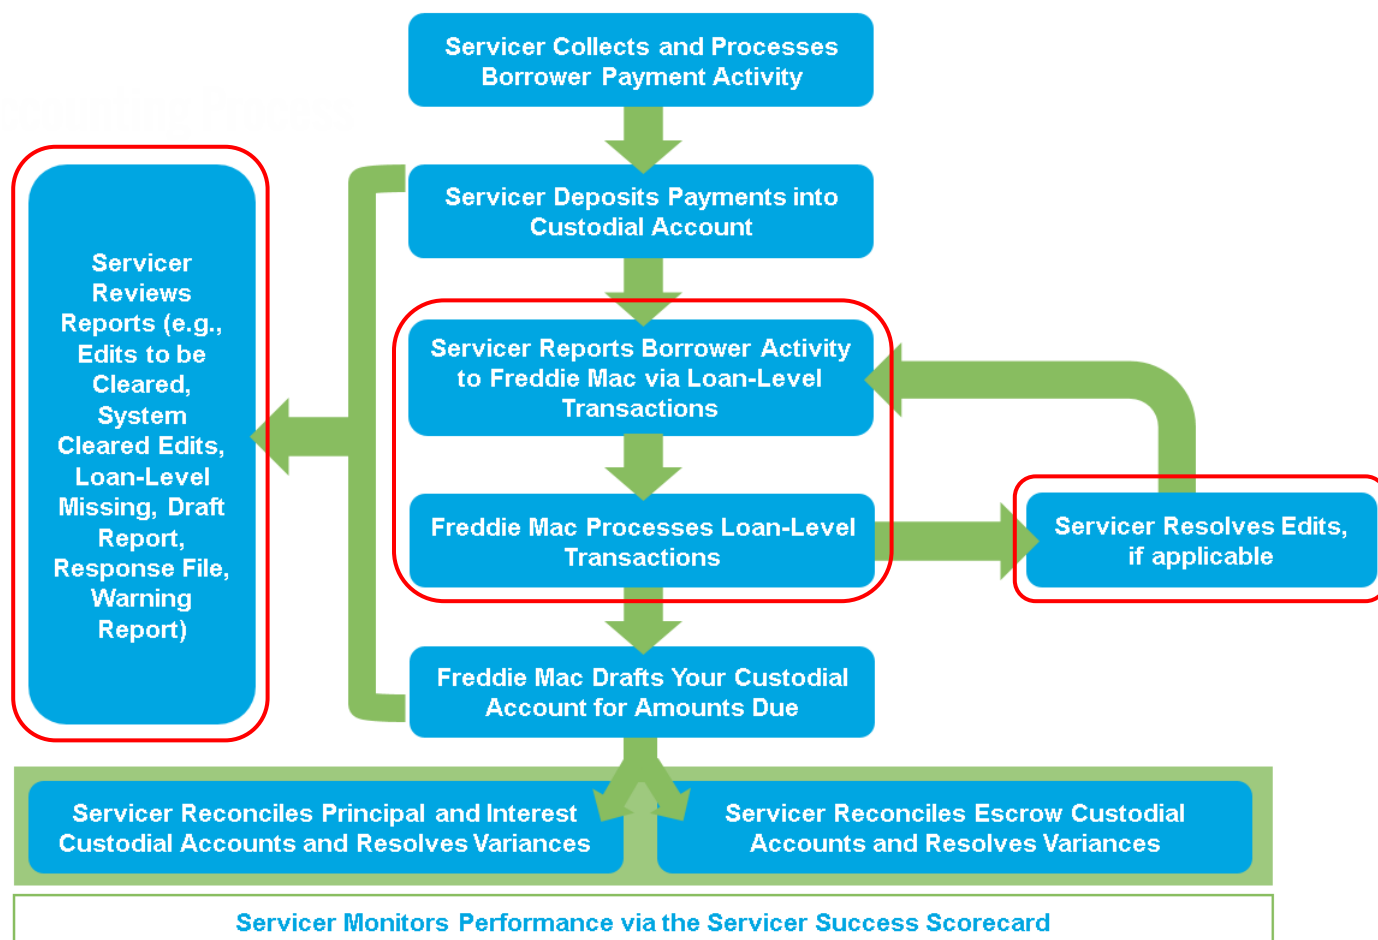 Servicer Collects and Processes
Borrower Payment Activity
Servicer Deposits Payments into
Custodial Account
Servicer
Reviews
Reports (e.g.,
Edits to be
Cleared,
System
Cleared Edits,
Loan-Level
Missing, Draft
Report,
Response File,
Warning
Report)
Servicer Reports Borrower Activity
to Freddie Mac via Loan-Level
Transactions
Freddie Mac Processes Loan-Level
Transactions
Servicer Resolves Edits,
if applicable
Freddie Mac Drafts Your Custodial
Account for Amounts Due
Servicer Reconciles Principal and Interest
Custodial Accounts and Resolves Variances
Servicer Reconciles Escrow Custodial
Accounts and Resolves Variances
Servicer Monitors Performance via the Servicer Success Scorecard